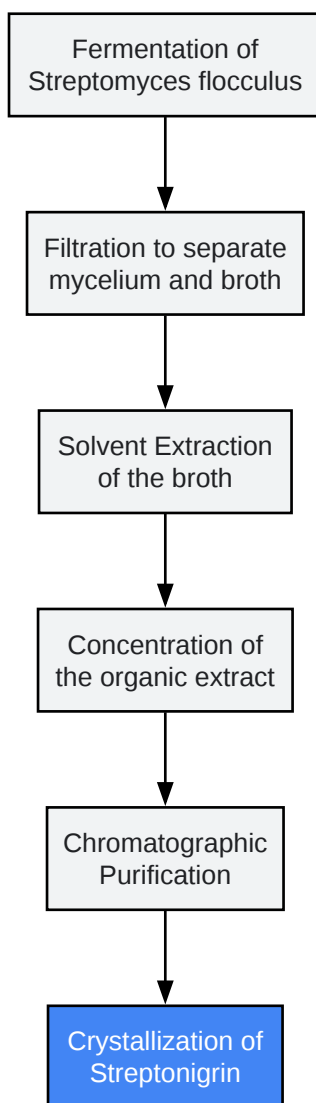 Fermentation of
Streptomyces flocculus
Filtration to separate
mycelium and broth
Solvent Extraction
of the broth
Concentration of
the organic extract
Chromatographic
Purification
Crystallization of
Streptonigrin